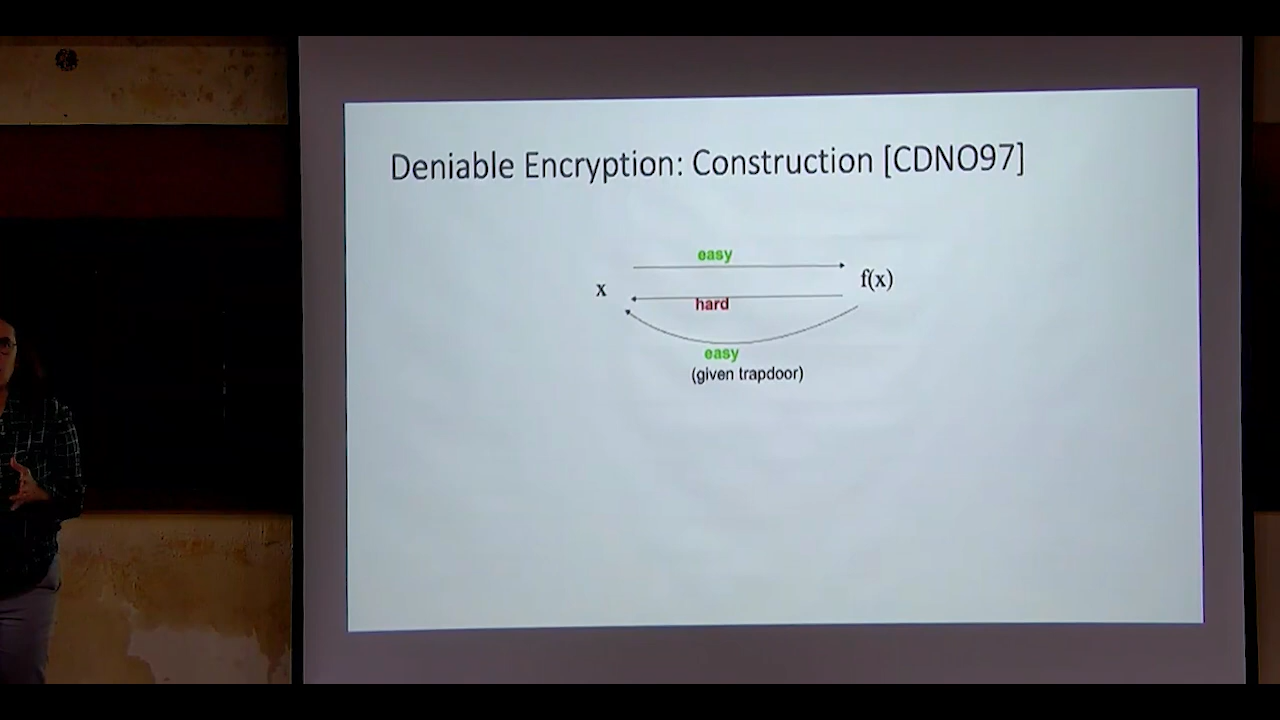 Deniable Encryption: Construction [CDNO97]
easy
x
f(x)
hard
easy
(given trapdoor)